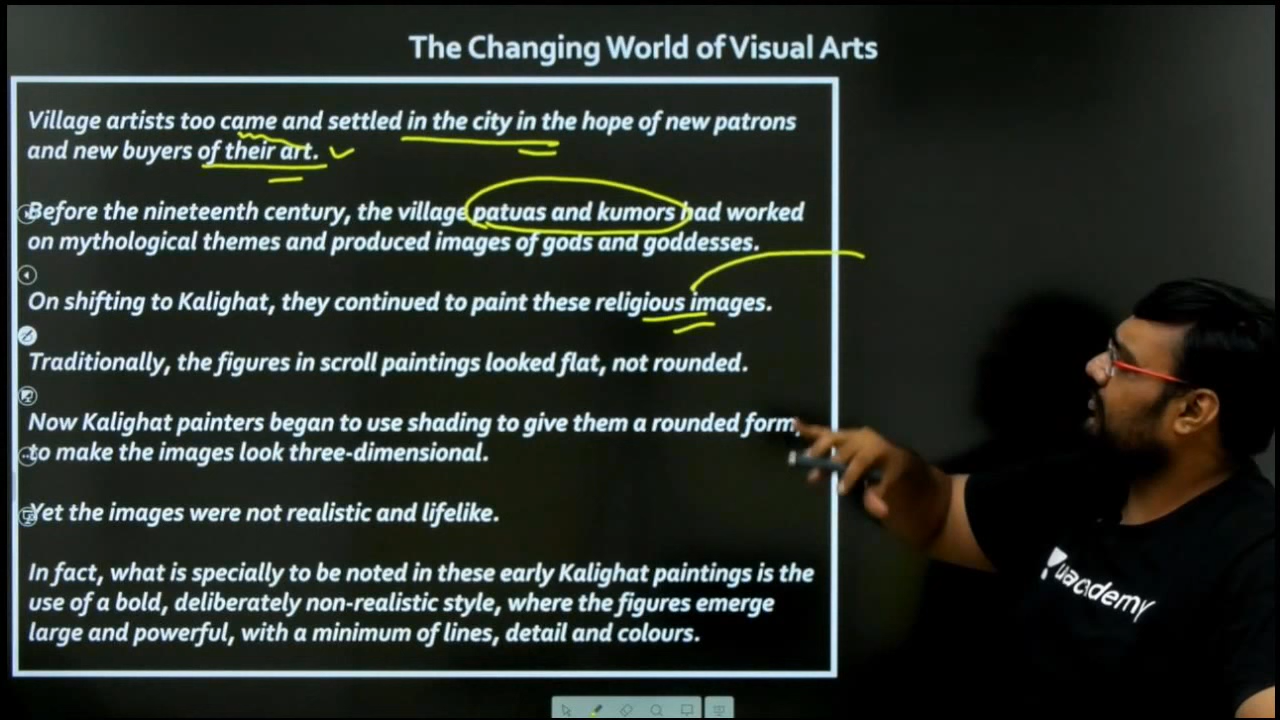 The Changing World of Visual Arts
Village artists too came and settled in the city in the hope of new patrons
and new buyers of their art.
Before the nineteenth century, the village patuas and kumors had worked
on mythological themes and produced images of gods and goddesses.
On shifting to Kalighat, they continued to paint these religious images.
Traditionally, the figures in scroll paintings looked flat, not rounded.
Now Kalighat painters began to use shading to give them a rounded form,
to make the images look three-dimensional.
Yet the images were not realistic and lifelike.
In fact, what is specially to be noted in these early Kalighat paintings is the
use of a bold, deliberately non-realistic style, where the figures emerge
large and powerful, with a minimum of lines, detail and colours.
unacademy